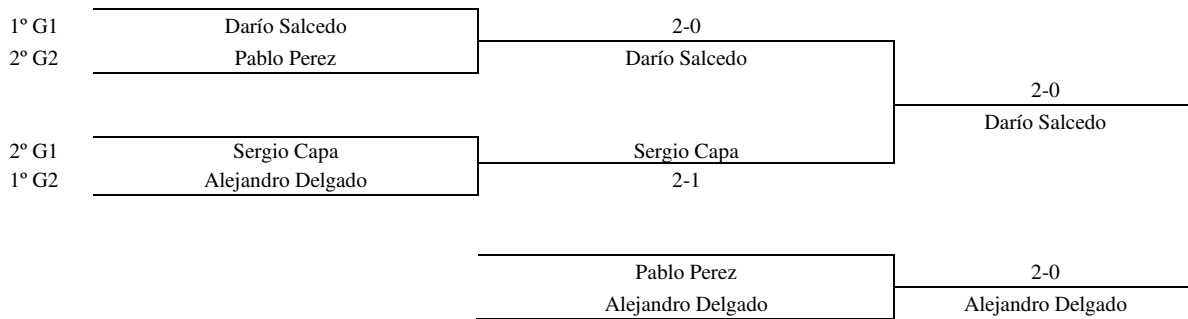 1º G1 Darío Salcedo 2-0
2º G2 Pablo Perez Darío Salcedo
2-0
Darío Salcedo
2º G1 Sergio Capa Sergio Capa
1º G2 Alejandro Delgado 2-1
Pablo Perez 2-0
Alejandro Delgado Alejandro Delgado